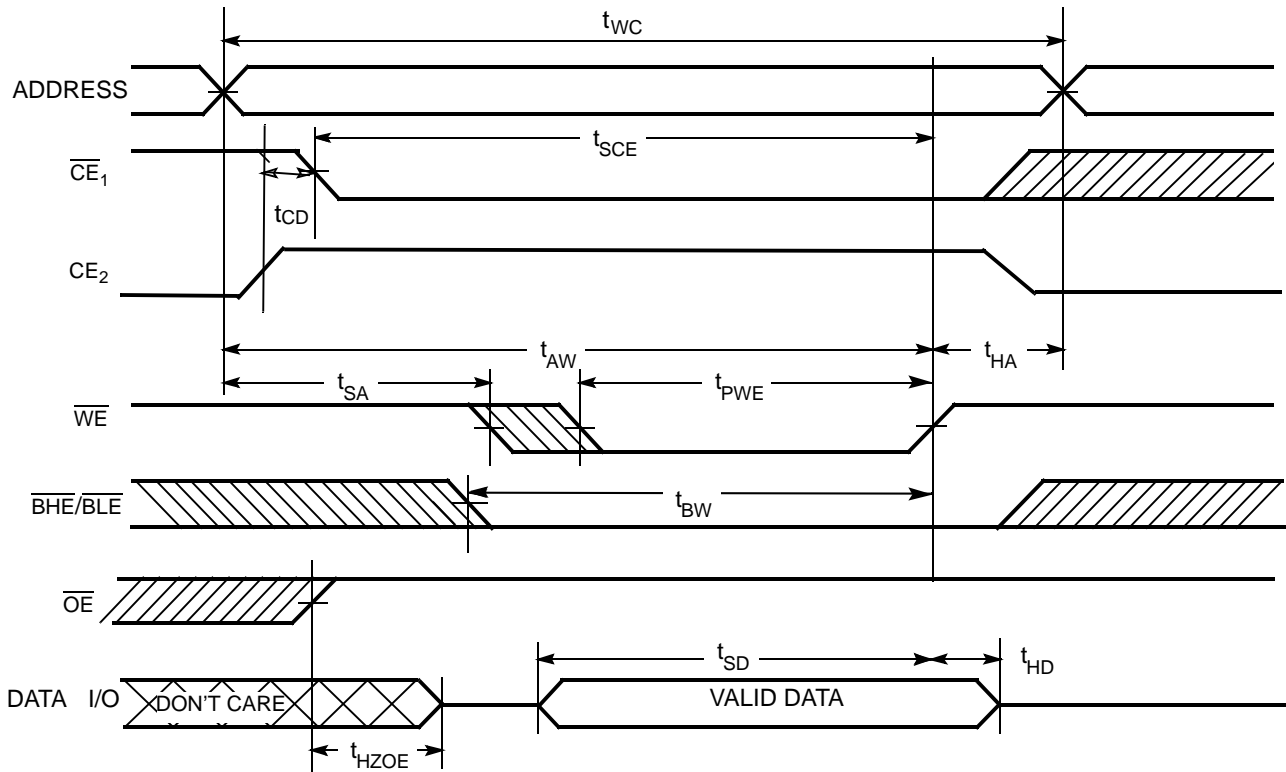 tWC
ADDRESS
tSCE
CE1
tCD
CE2
tAW
tHA
tSA
tPWE
WE
BHE/BLE
tBW
OE
tSD
tHD
DATA I/O
DON'T CARE
VALID DATA
tHZOE